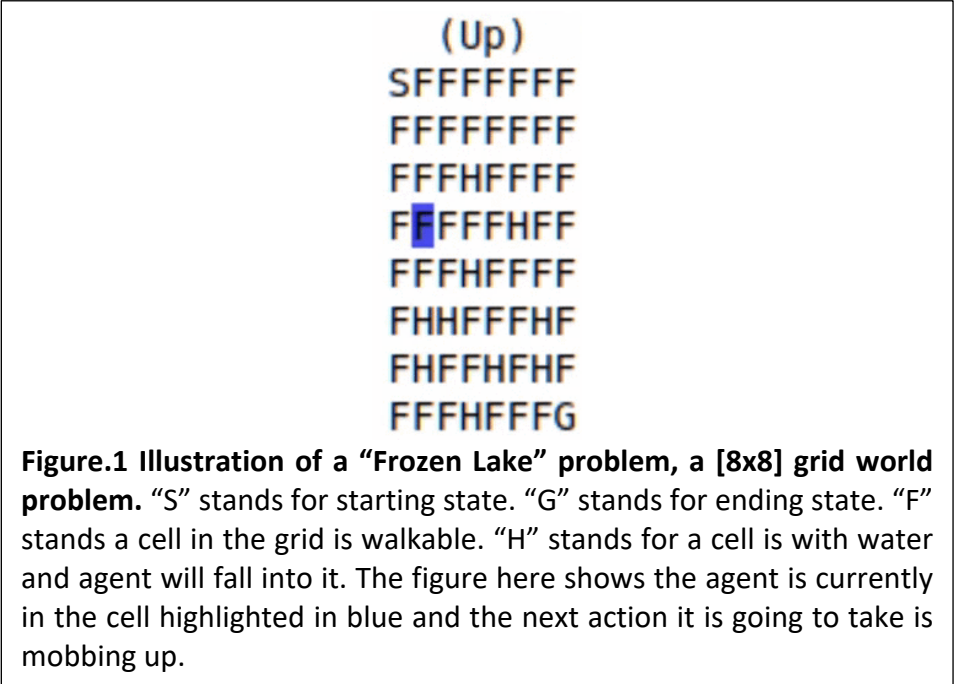 (Up)
SFFFFFFF
FFFFFFFF
FFFHFFFF
FFFFFHFF
FFFHFFFF
FHHFFFHF
FHFFHFHF
FFFHFFFG
Figure.1 Illustration of a “Frozen Lake” problem, a [8x8] grid world
problem. “S” stands for starting state. “G” stands for ending state. “F”
stands a cell in the grid is walkable. “H” stands for a cell is with water
and agent will fall into it. The figure here shows the agent is currently
in the cell highlighted in blue and the next action it is going to take is
mobbing up.